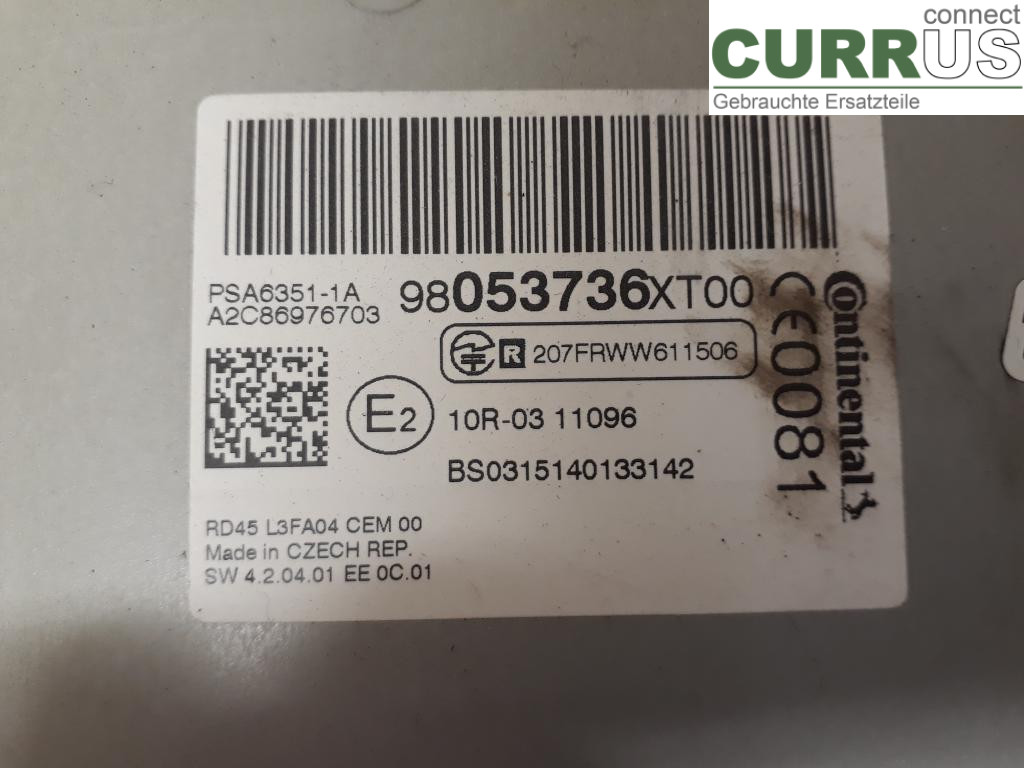 connect
CURRUS
Gebrauchte Ersatzteile
PSA6351-1A
A2C86976703
98053736XT00
R 207FRWW611506
E2
10R-03 11096
BS0315140133142
CE0081
Continental
RD45 L3FA04 CEM 00
Made in CZECH REP.
SW 4.2.04.01 EE 0C.01